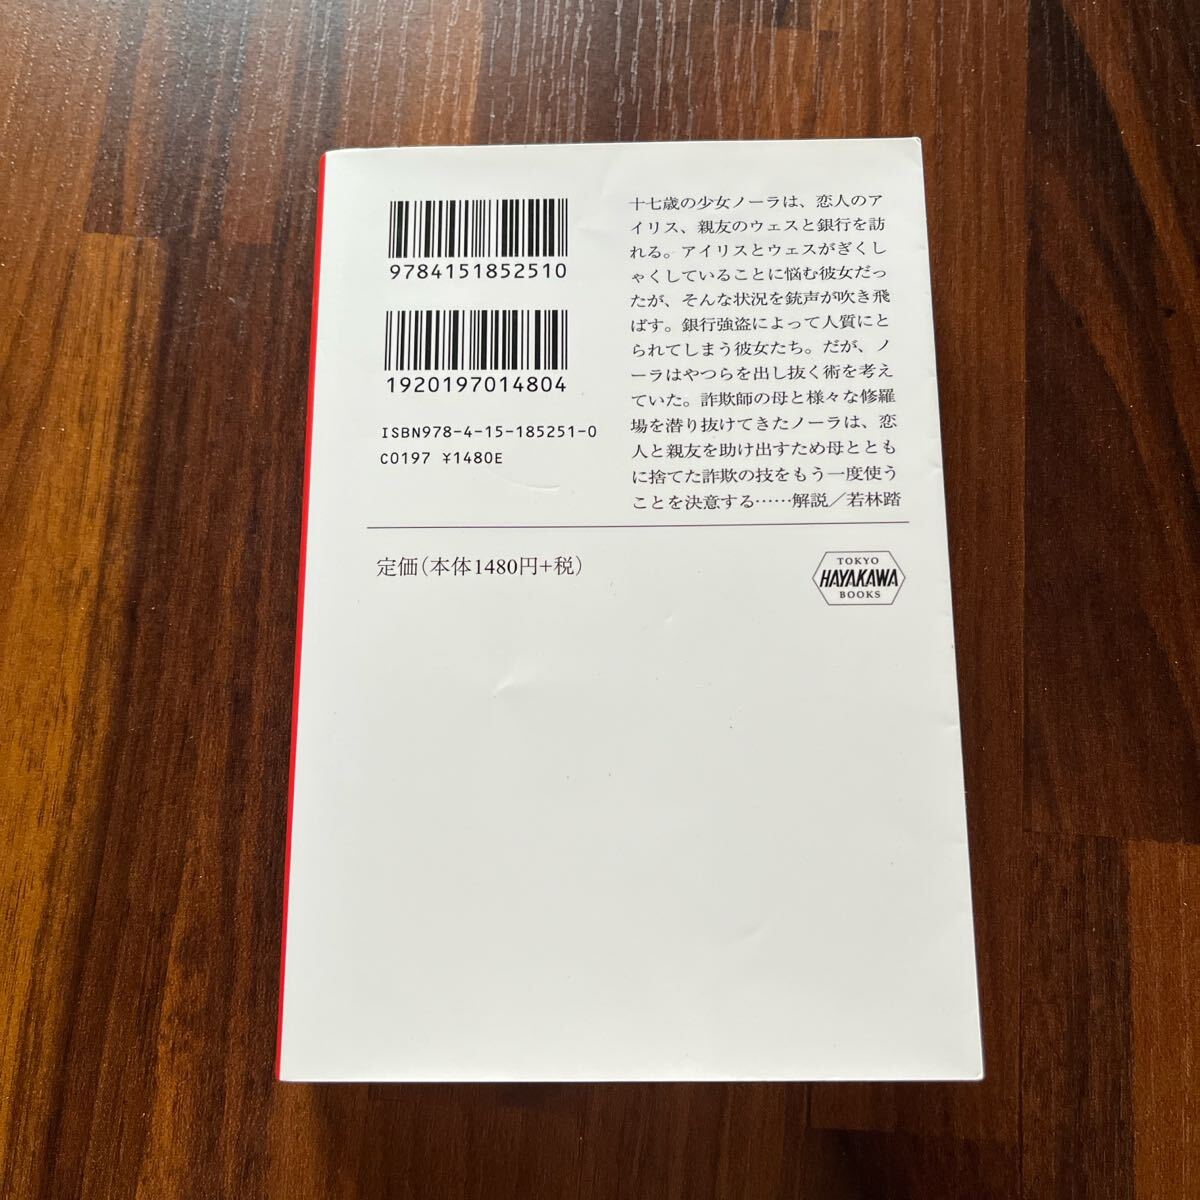 9784151852510
1920197014804
ISBN978-4-15-185251-0
C0197 ¥1480E
十七歳の少女ノーラは、恋人のア
イリス、親友のウェスと銀行を訪
れる。アイリスとウェスがぎくし
ゃくしていることに悩む彼女だっ
たが、そんな状況を銃声が吹き飛
ばす。銀行強盗によって人質にと
られてしまう彼女たち。だが、ノ
ーラはやつらを出し抜く術を考え
ていた。詐欺師の母と様々な修羅
場を潜り抜けてきたノーラは、恋
人と親友を助け出すため母ととも
に捨てた詐欺の技をもう一度使う
ことを決意する……解説／若林踏
定価(本体1480円+税)
TOKYO
HAYAKAWA
BOOKS